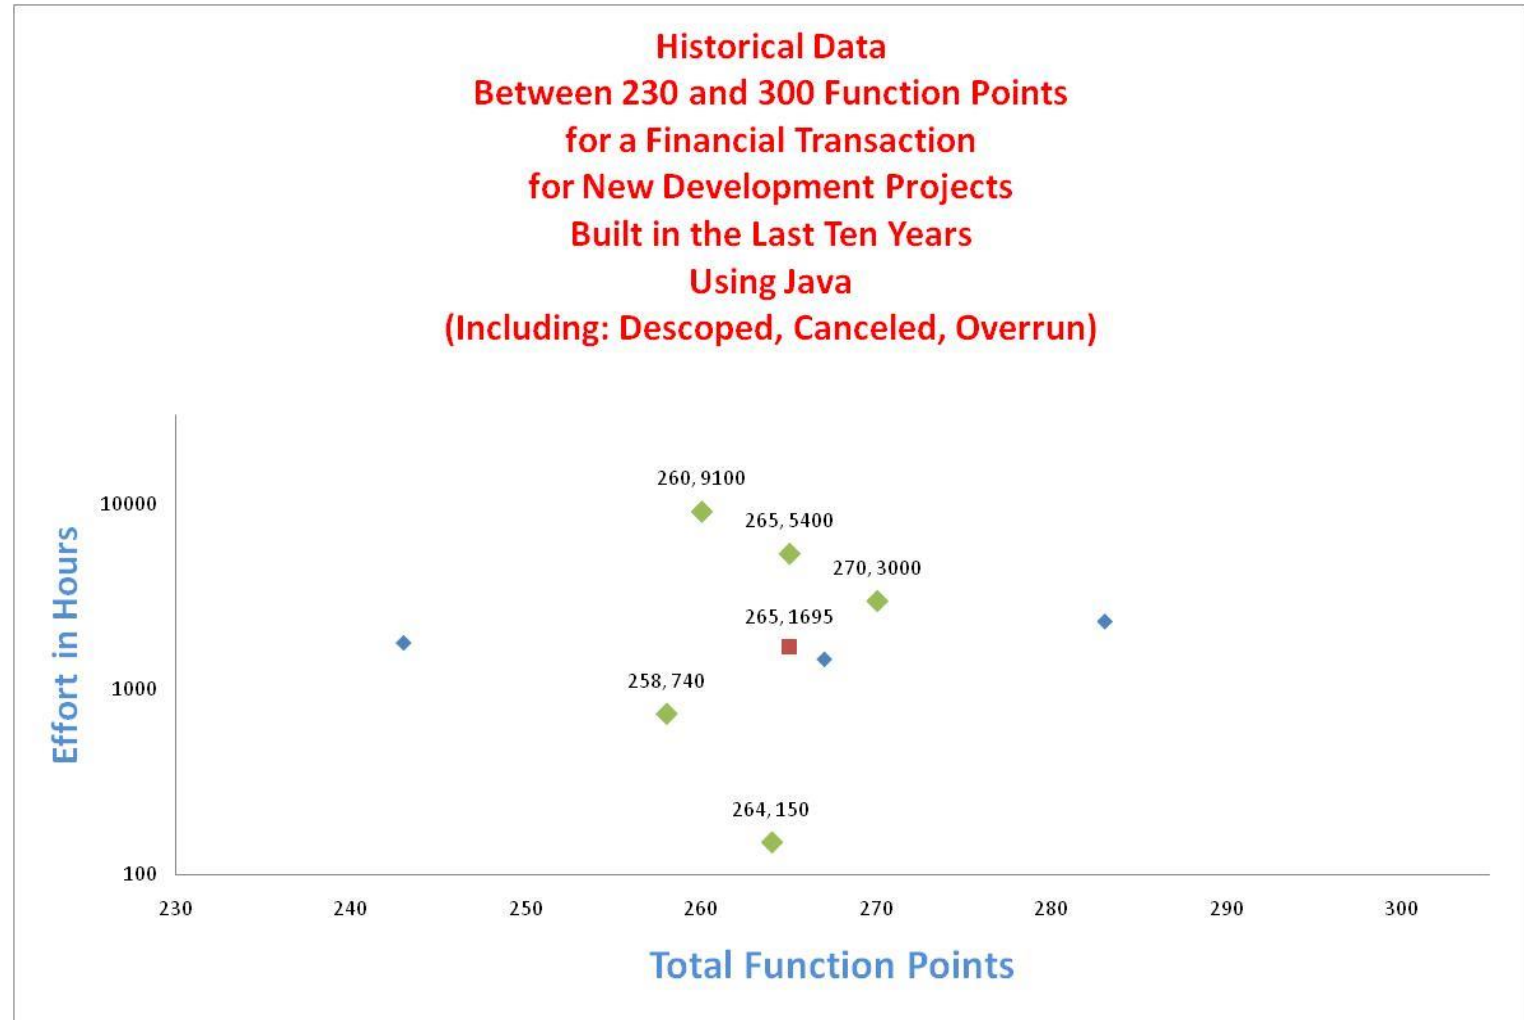 Historical Data
Between 230 and 300 Function Points
for a Financial Transaction
for New Development Projects
Built in the Last Ten Years
Using Java
(Including: Descoped, Canceled, Overrun)
260, 9100
10000
265, 5400
270, 3000
265, 1695
Effort in Hours
1000
258, 740
264, 150
100
230 240 250 260 270 280 290 300
Total Function Points